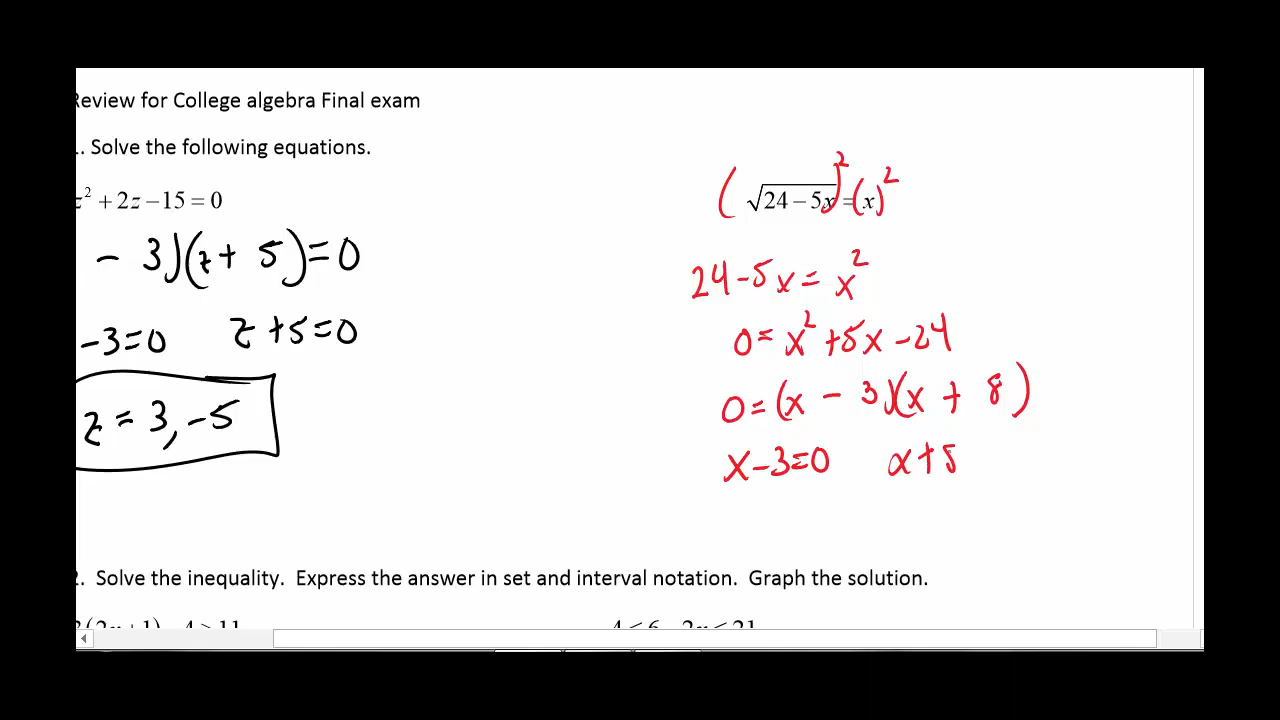 Review for College algebra Final exam
1. Solve the following equations.
z² + 2z − 15 = 0
− 3)(z + 5) = 0
−3=0 z+5=0
z = 3, −5
(√24 − 5x)² = (x)²
24−5x = x²
0 = x² +5x −24
0 = (x − 3)(x + 8)
x−3=0 x+5
2. Solve the inequality. Express the answer in set and interval notation. Graph the solution.